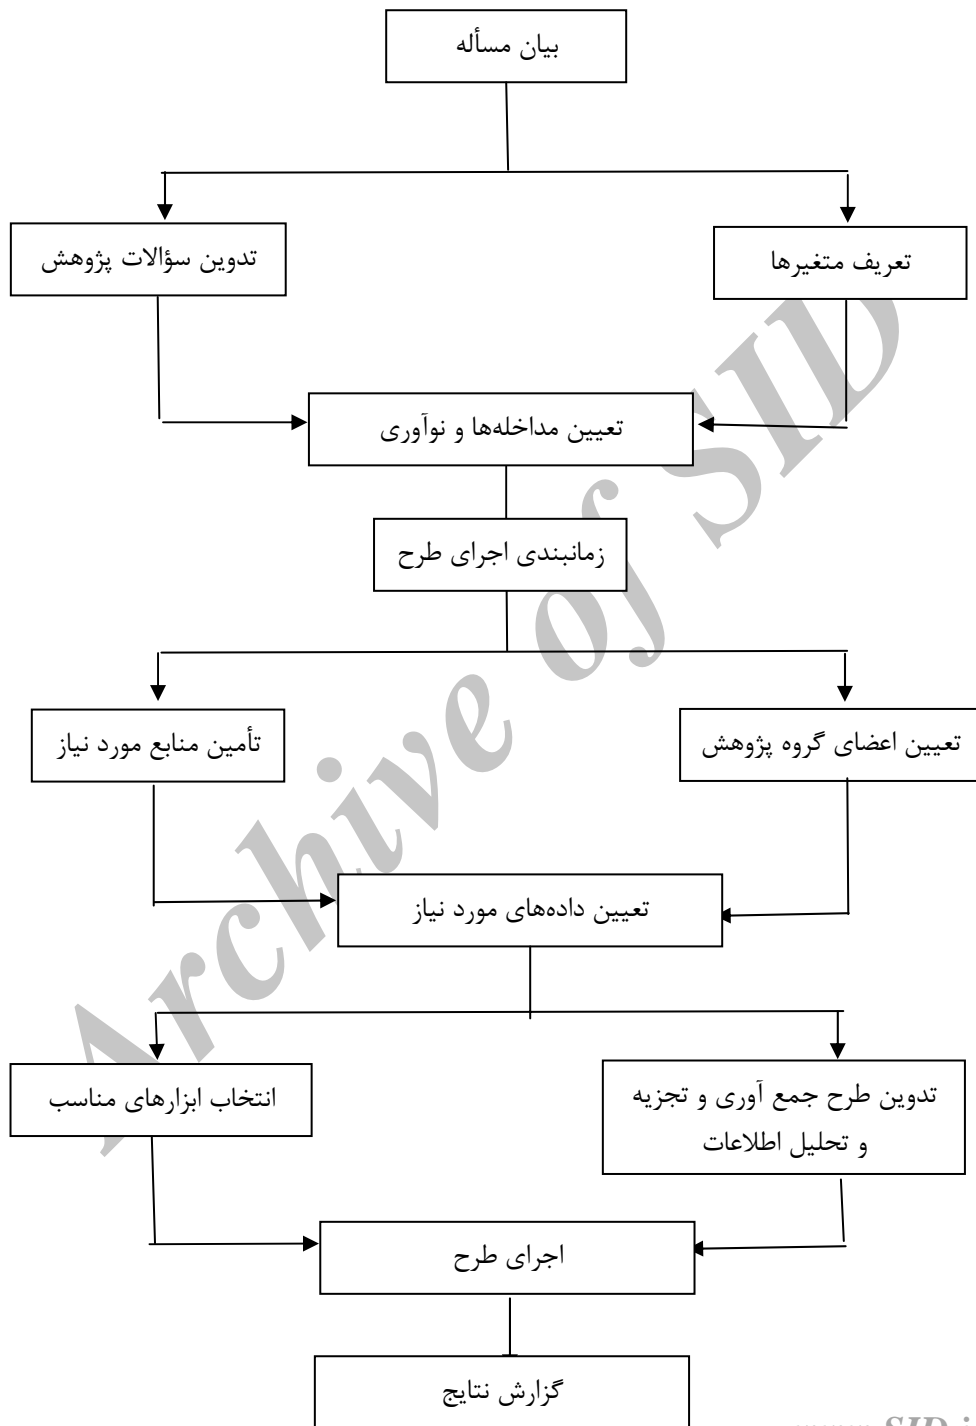 بیان مسأله
تعریف متغیرها
تدوین سؤالات پژوهش
تعیین مداخله‌ها و نوآوری
زمانبندی اجرای طرح
تعیین اعضای گروه پژوهش
تأمین منابع مورد نیاز
تعیین داده‌های مورد نیاز
تدوین طرح جمع آوری و تجزیه
و تحلیل اطلاعات
انتخاب ابزارهای مناسب
اجرای طرح
گزارش نتایج
Archive of SID